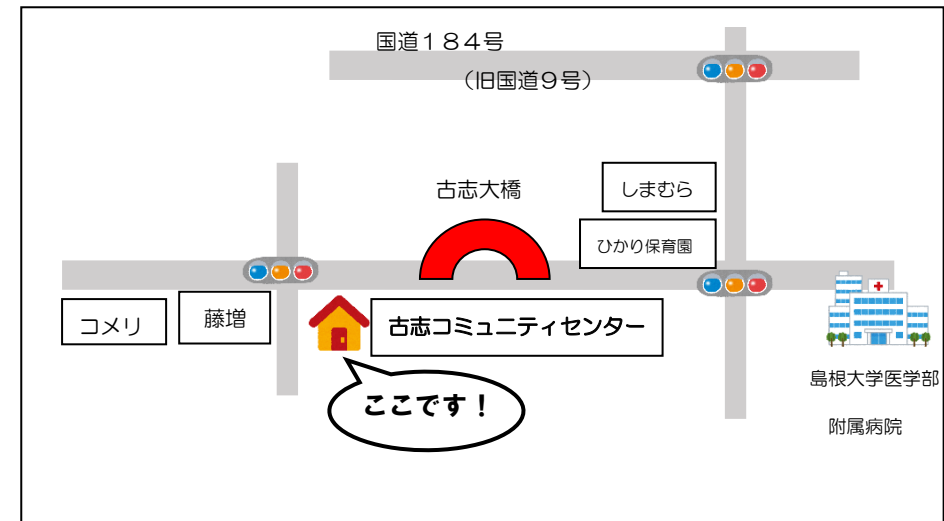 国道１８４号
（旧国道９号）
古志大橋
しまむら
ひかり保育園
コメリ
藤増
古志コミュニティセンター
島根大学医学部
附属病院
ここです！